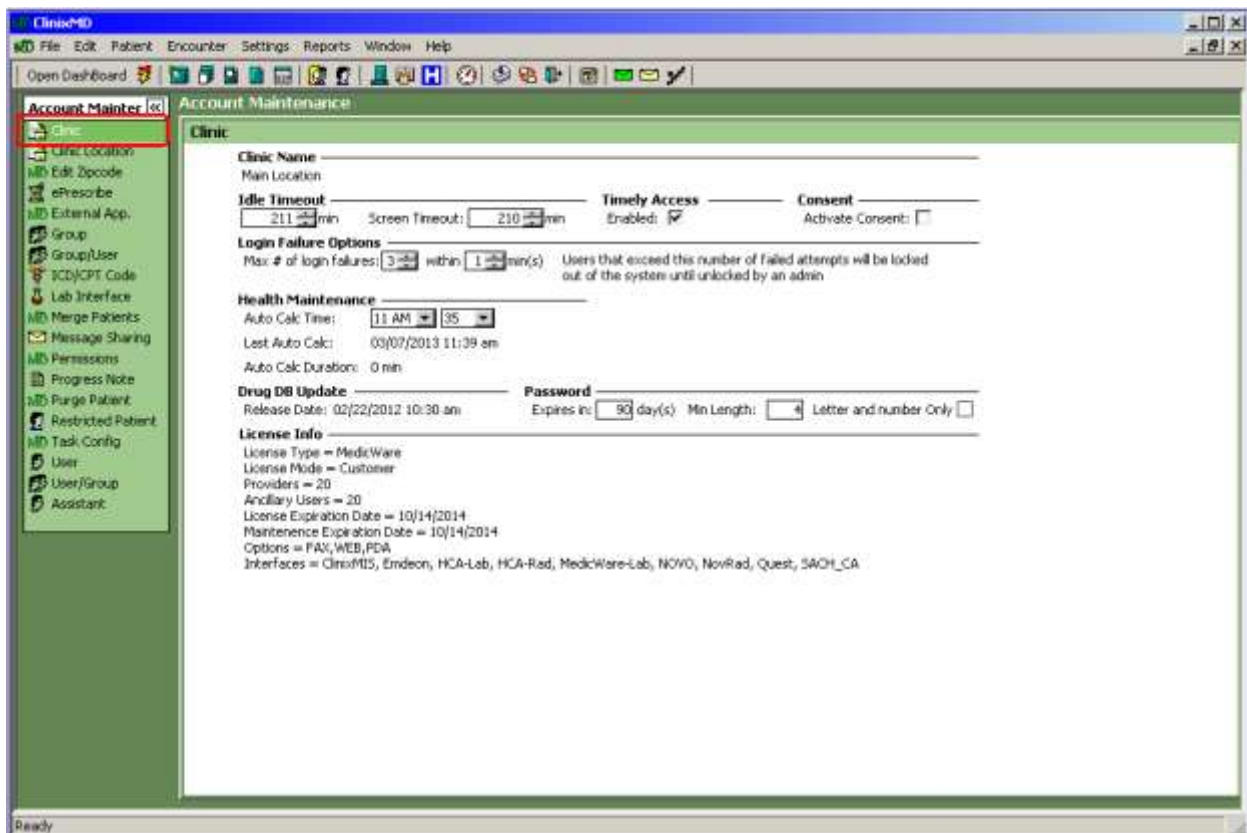 ClinixMD
File Edit Patient Encounter Settings Reports Window Help
Open DashBoard
Account Mainter
Clinic
Clinic Location
Edit Zipcode
ePrescribe
External App.
Group
Group/User
ICD/CPT Code
Lab Interface
Merge Patients
Message Sharing
Permissions
Progress Note
Purge Patient
Restricted Patient
Task Config
User
User/Group
Assistant
Account Maintenance
Clinic
Clinic Name
Main Location
Idle Timeout Timely Access Consent
211 min Screen Timeout: 210 min Enabled: Activate Consent:
Login Failure Options
Max # of login failures: 3 within 1 min(s) Users that exceed this number of failed attempts will be locked
out of the system until unlocked by an admin
Health Maintenance
Auto Calc Time: 11 AM 35
Last Auto Calc: 03/07/2013 11:39 am
Auto Calc Duration: 0 min
Drug DB Update Password
Release Date: 02/22/2012 10:30 am Expires in: 90 day(s) Min Length: 4 Letter and number Only
License Info
License Type = MedicWare
License Mode = Customer
Providers = 20
Ancillary Users = 20
License Expiration Date = 10/14/2014
Maintenence Expiration Date = 10/14/2014
Options = FAX,WEB,PDA
Interfaces = ClinixMIS, Emdeon, HCA-Lab, HCA-Rad, MedicWare-Lab, NOVO, NovRad, Quest, SACH_CA
Ready